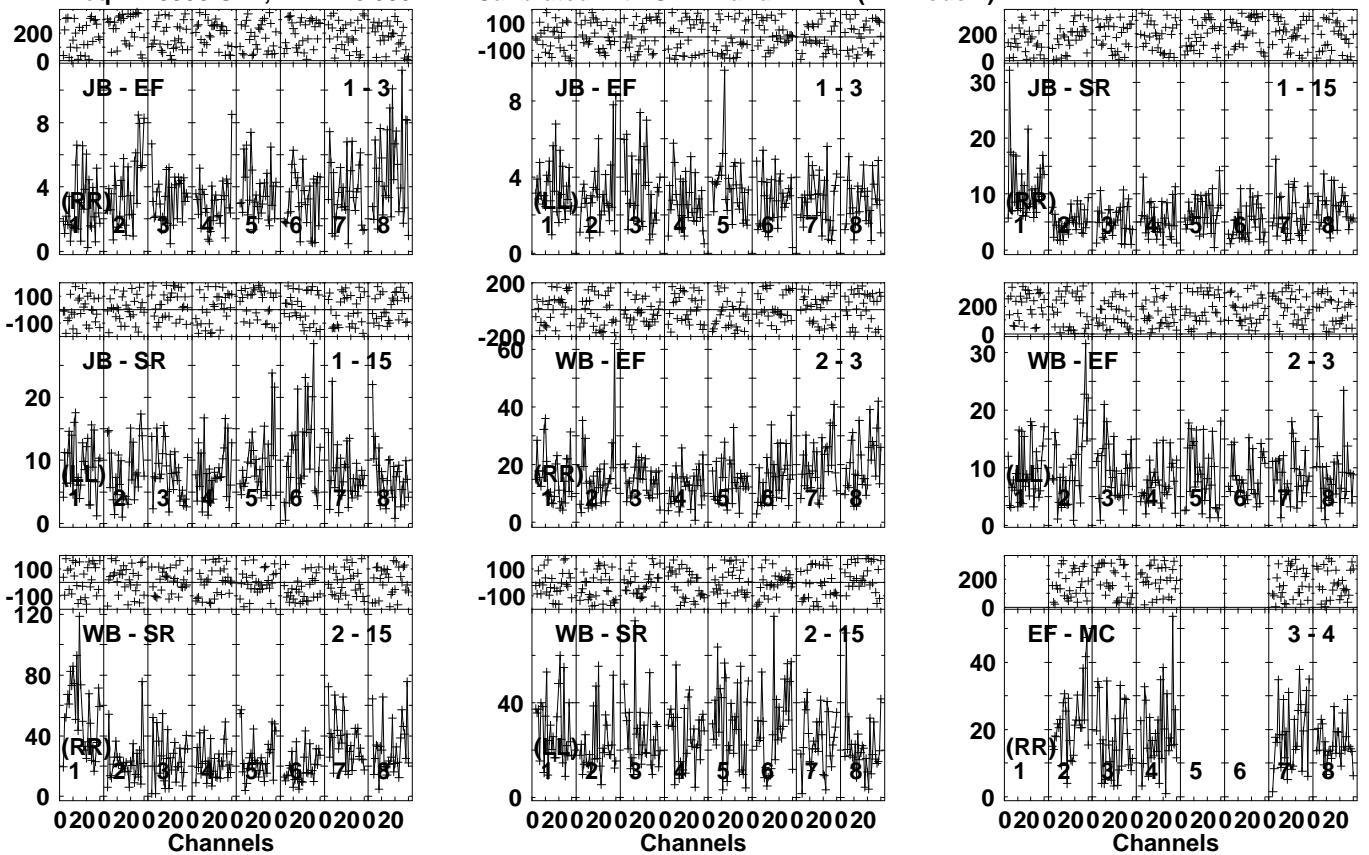 200 100 200
0 -100 0
JB - EF 1 - 3 JB - EF 1 - 3 JB - SR 1 - 15
8 4 0 8 6 4 2 0 30 20 10 0
(RR) (LL) (RR)
1 2 3 4 5 6 7 8 1 2 3 4 5 6 7 8 1 2 3 4 5 6 7 8
100 200 200
-100 -200 0
JB - SR 1 - 15 WB - EF 2 - 3 WB - EF 2 - 3
20 10 0 60 40 20 0 30 20 10 0
(LL) (RR) (LL)
1 2 3 4 5 6 7 8 1 2 3 4 5 6 7 8 1 2 3 4 5 6 7 8
100 100 200
-100 -100 0
WB - SR 2 - 15 WB - SR 2 - 15 EF - MC 3 - 4
120 80 40 0 40 0 40 20 0
(RR) (LL) (RR)
1 2 3 4 5 6 7 8 1 2 3 4 5 6 7 8 1 2 3 4 5 6 7 8
0 20 0 20 0 20 0 20 0 20 0 20 0 20 0 20 0 20 0 20 0 20 0 20 0 20 0 20 0 20 0 20 0 20 0 20 0 20 0 20 0 20 0 20 0 20 0 20
Channels Channels Channels